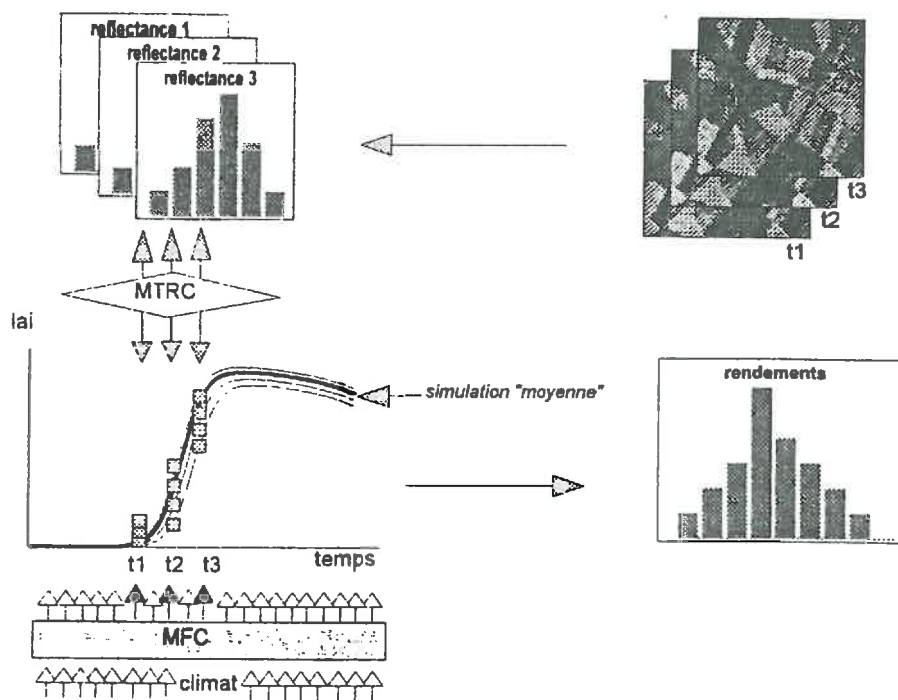 reflectance 1
reflectance 2
reflectance 3
t3
t2
t1
MTRC
lai
simulation "moyenne"
rendements
t1 t2 t3 temps
MFC
climat